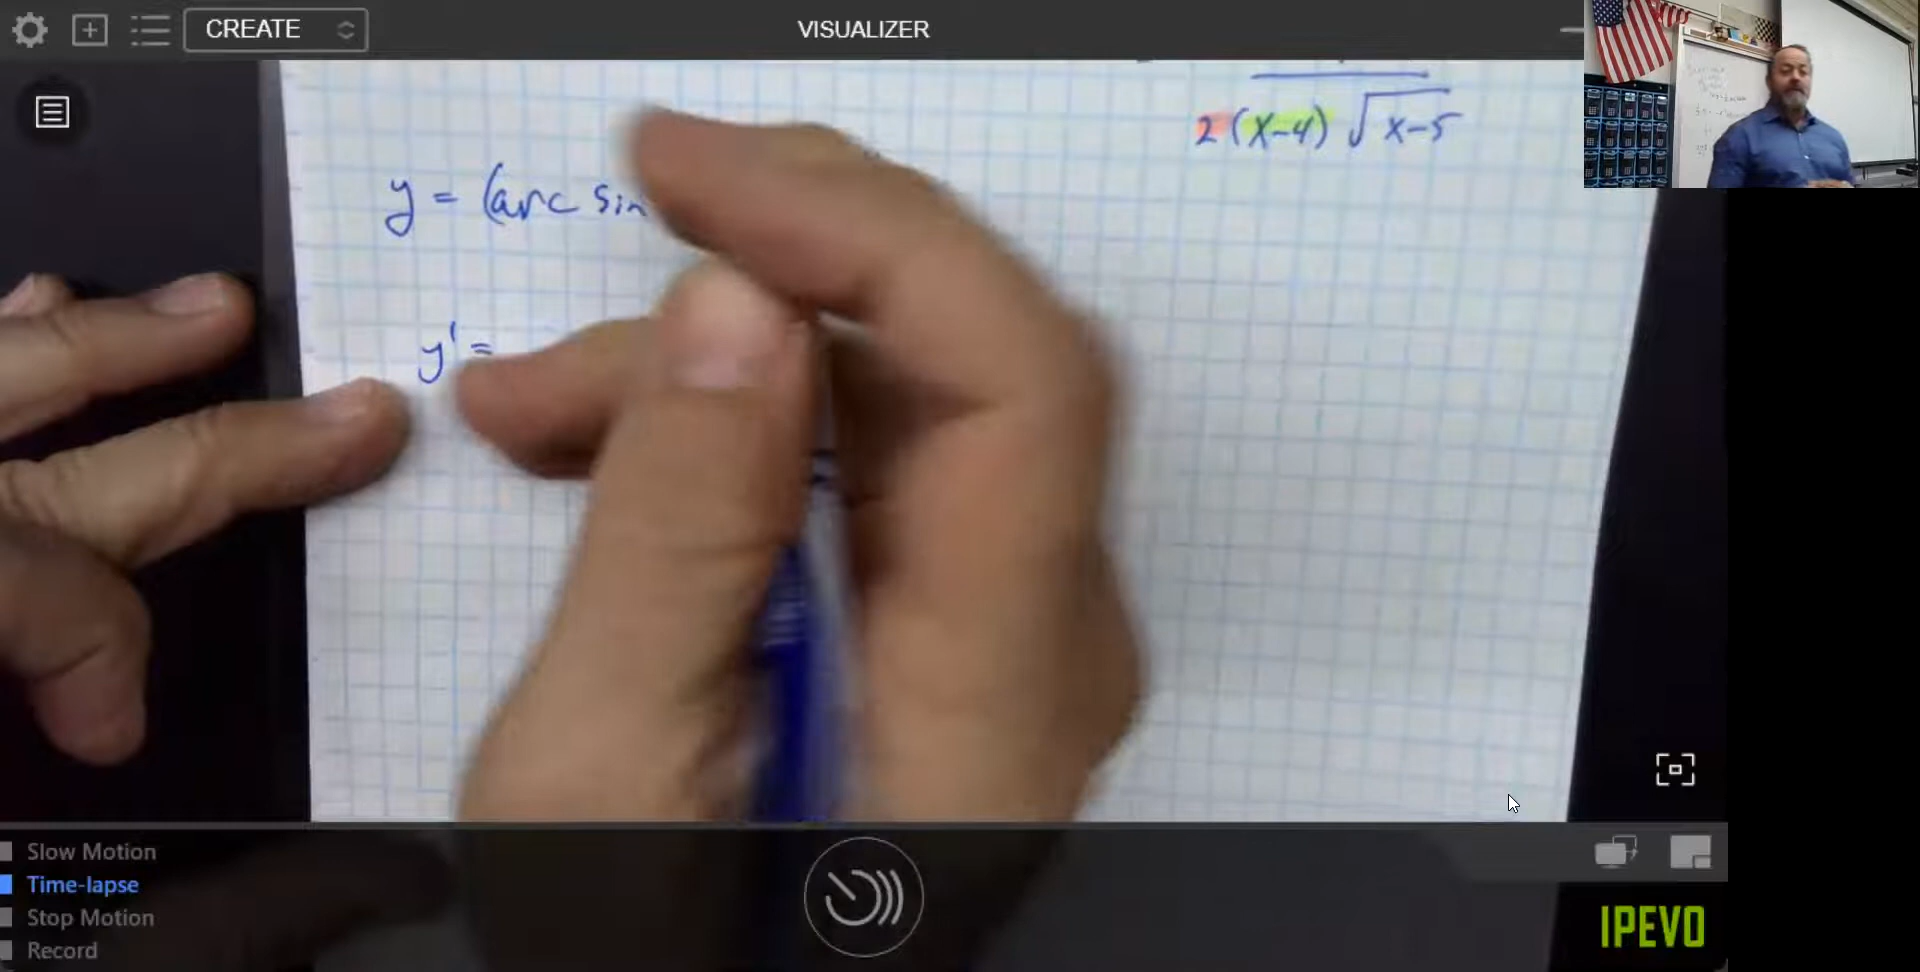 CREATE
VISUALIZER
2(x-4) √x-5
y = (arc sin
y' =
Slow Motion
Time-lapse
Stop Motion
Record
IPEVO